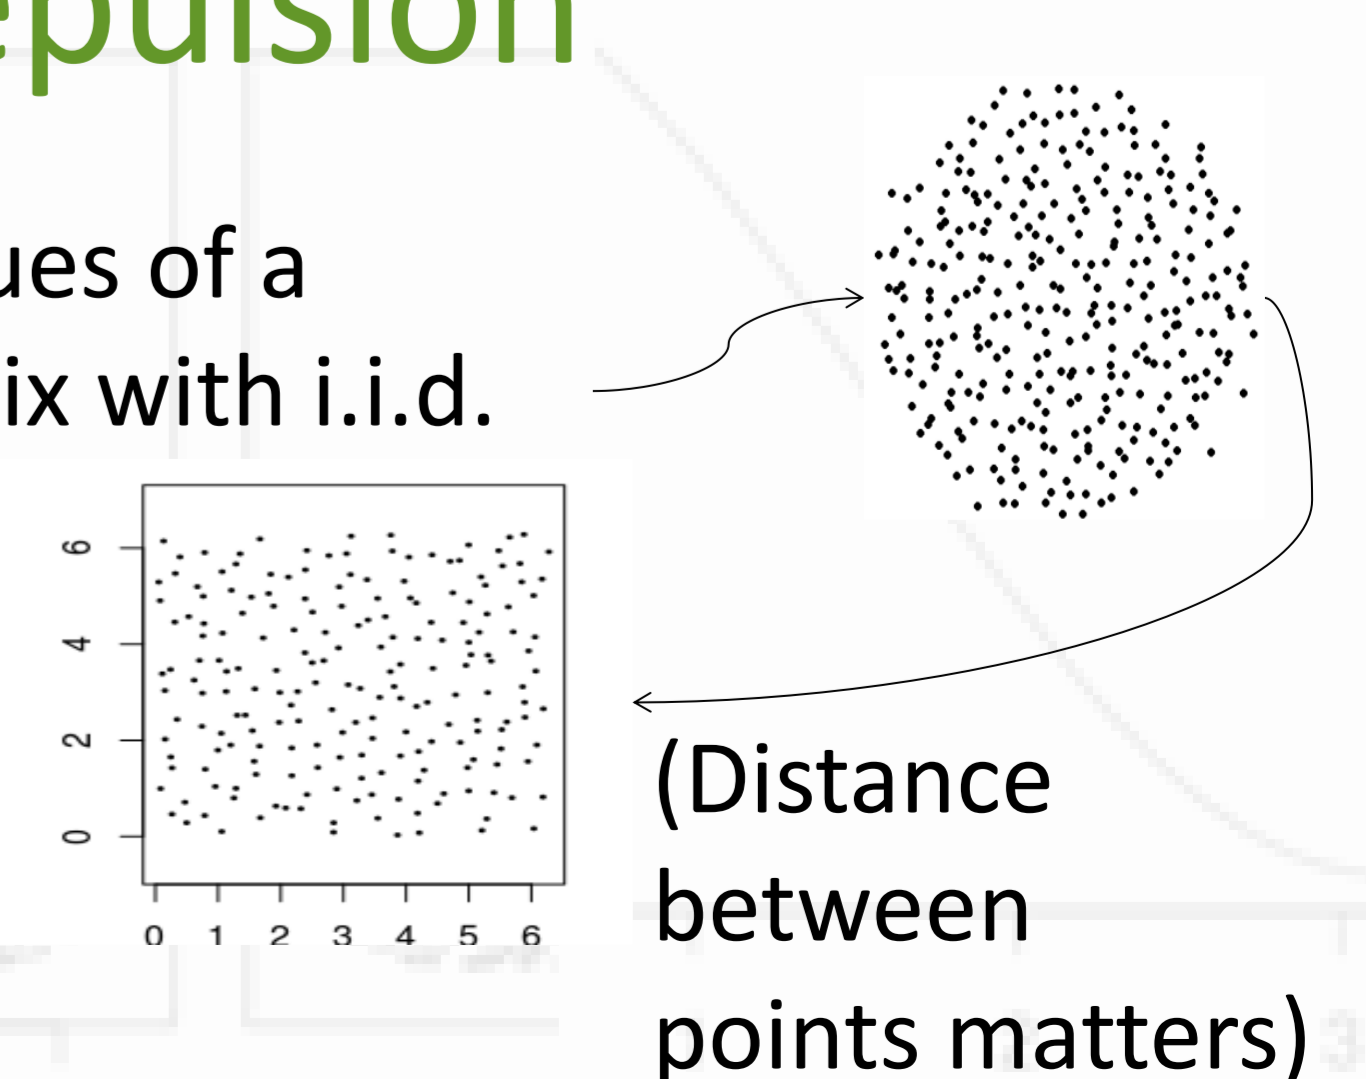 epulsion
ues of a
ix with i.i.d.
6
4
2
0
0 1 2 3 4 5 6
(Distance
between
points matters)
3